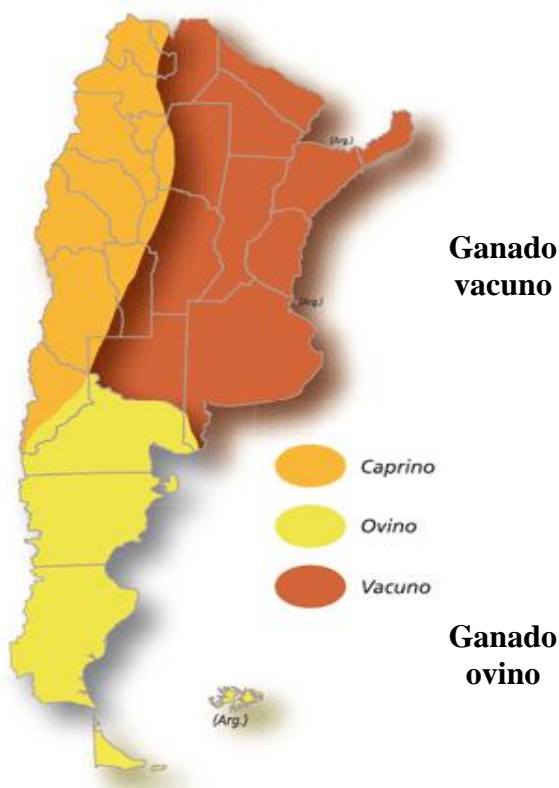 (Arg.)
Ganado
vacuno
(Arg.)
Caprino
Ovino
Vacuno
Ganado
ovino
(Arg.)